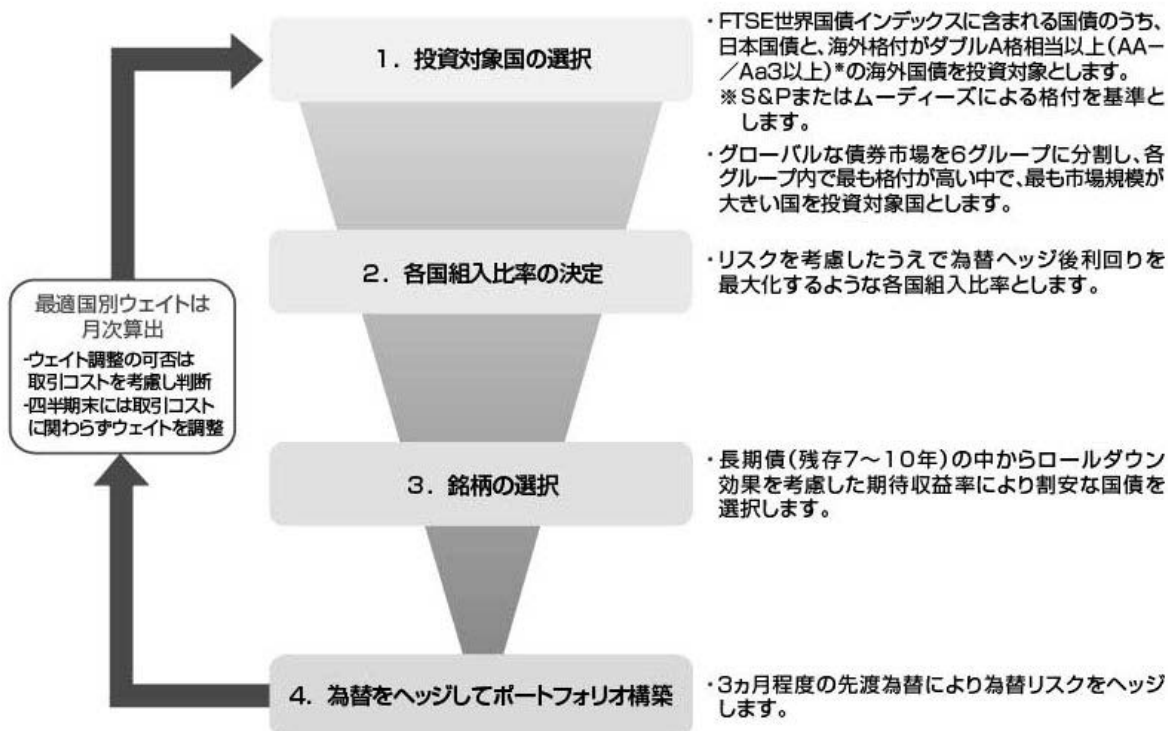 1. 投資対象国の選択
・FTSE世界国債インデックスに含まれる国債のうち、
日本国債と、海外格付がダブルA格相当以上(AA−
/Aa3以上)※の海外国債を投資対象とします。
※S&Pまたはムーディーズによる格付を基準と
します。
・グローバルな債券市場を6グループに分割し、各
グループ内で最も格付が高い中で、最も市場規模が
大きい国を投資対象国とします。
2. 各国組入比率の決定
・リスクを考慮したうえで為替ヘッジ後利回りを
最大化するような各国組入比率とします。
最適国別ウェイトは
月次算出
-ウェイト調整の可否は
取引コストを考慮し判断
-四半期末には取引コスト
に関わらずウェイトを調整
3. 銘柄の選択
・長期債(残存7〜10年)の中からロールダウン
効果を考慮した期待収益率により割安な国債を
選択します。
4. 為替をヘッジしてポートフォリオ構築
・3ヵ月程度の先渡為替により為替リスクをヘッジ
します。